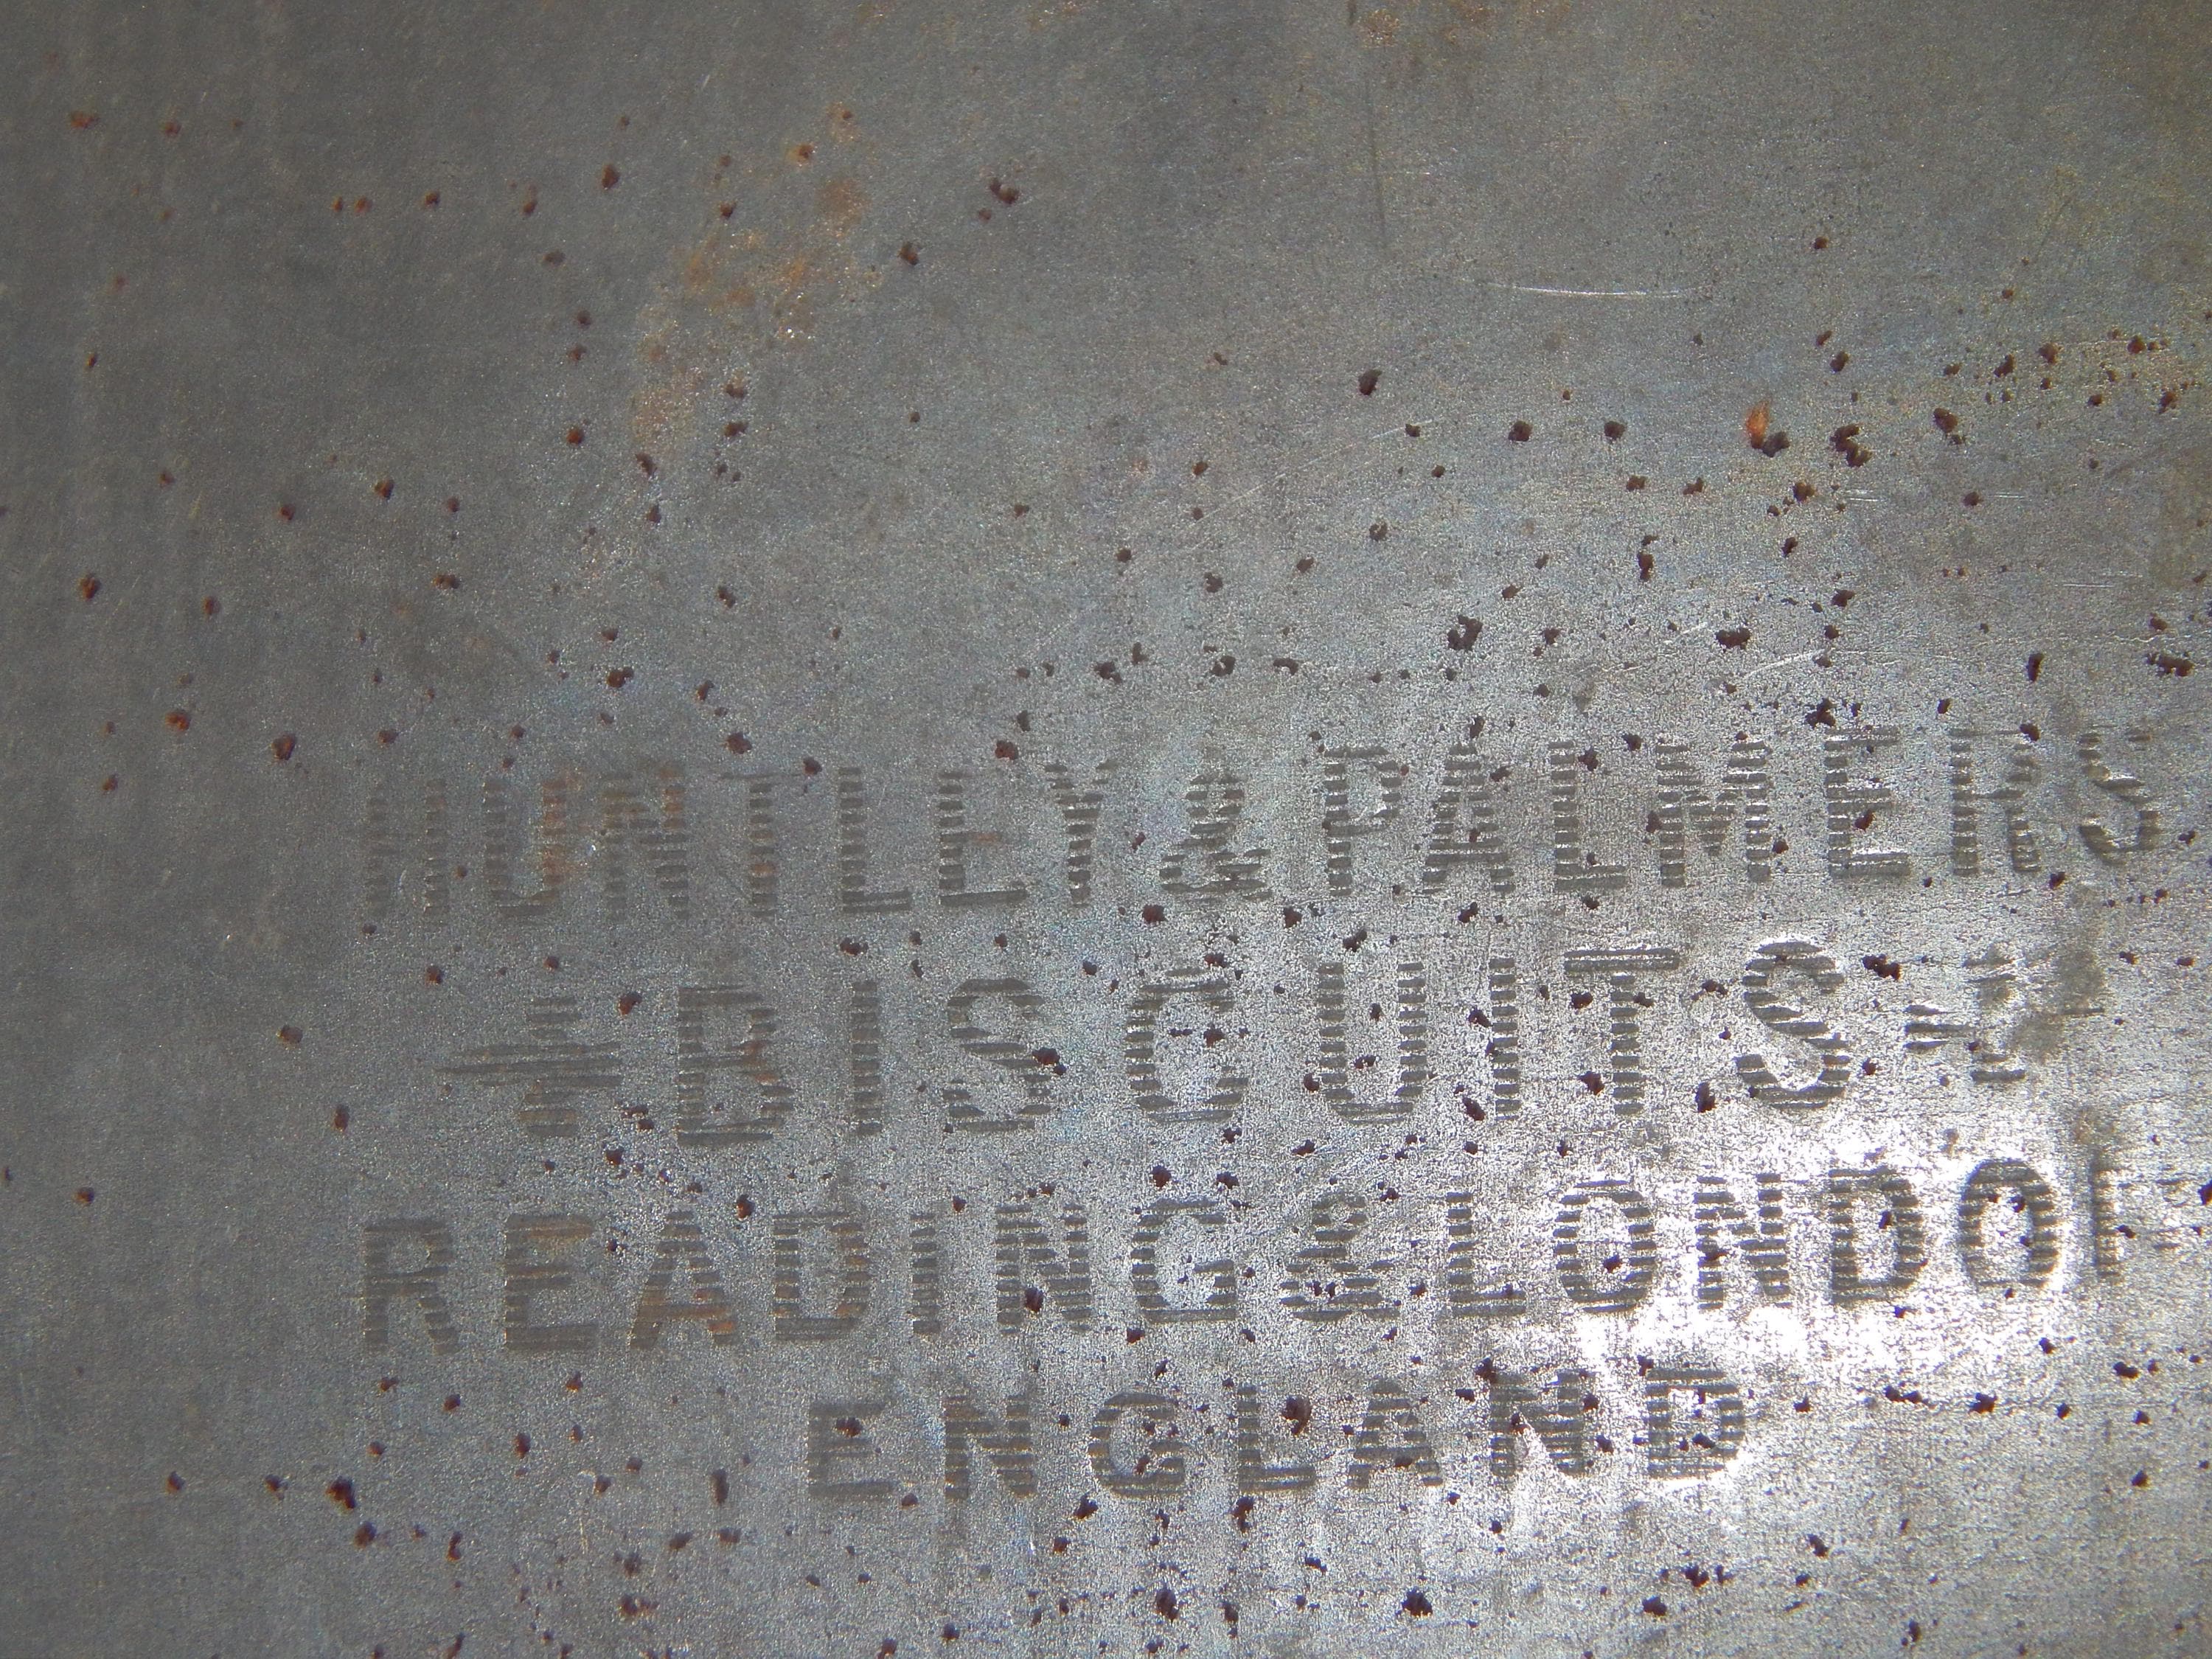 HUNTLEY & PALMERS
BISCUITS
READING & LONDON
ENGLAND